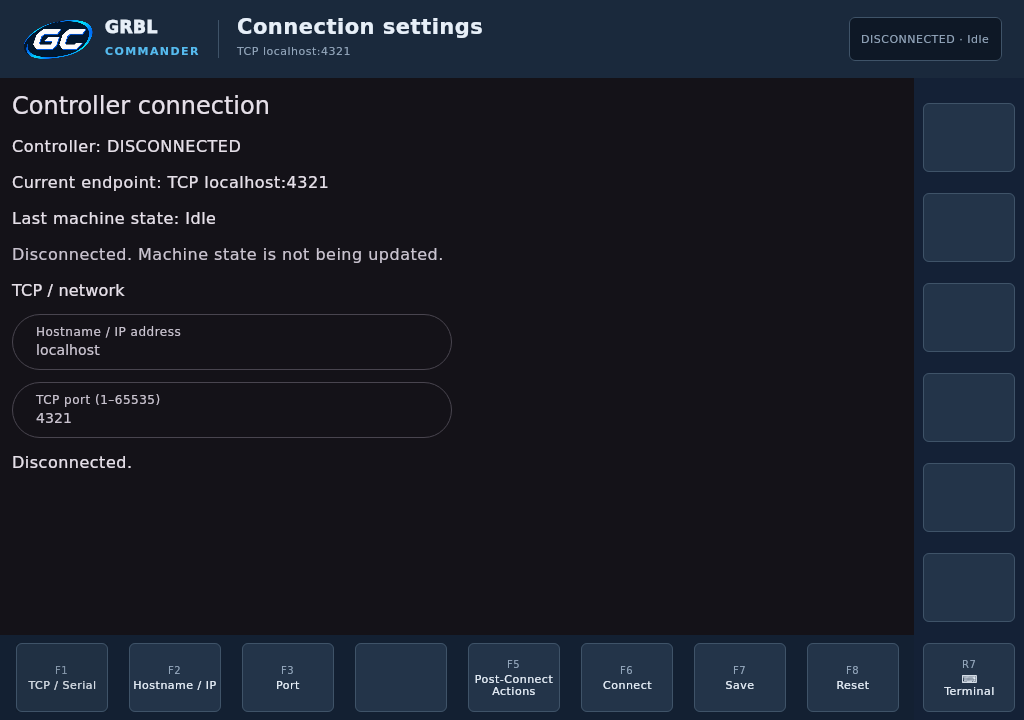 GC
GRBL
COMMANDER
Connection settings
TCP localhost:4321
DISCONNECTED · Idle
Controller connection
Controller: DISCONNECTED
Current endpoint: TCP localhost:4321
Last machine state: Idle
Disconnected. Machine state is not being updated.
TCP / network
Hostname / IP address
localhost
TCP port (1–65535)
4321
Disconnected.
F1
TCP / Serial
F2
Hostname / IP
F3
Port
F5
Post-Connect
Actions
F6
Connect
F7
Save
F8
Reset
R7
⌨
Terminal